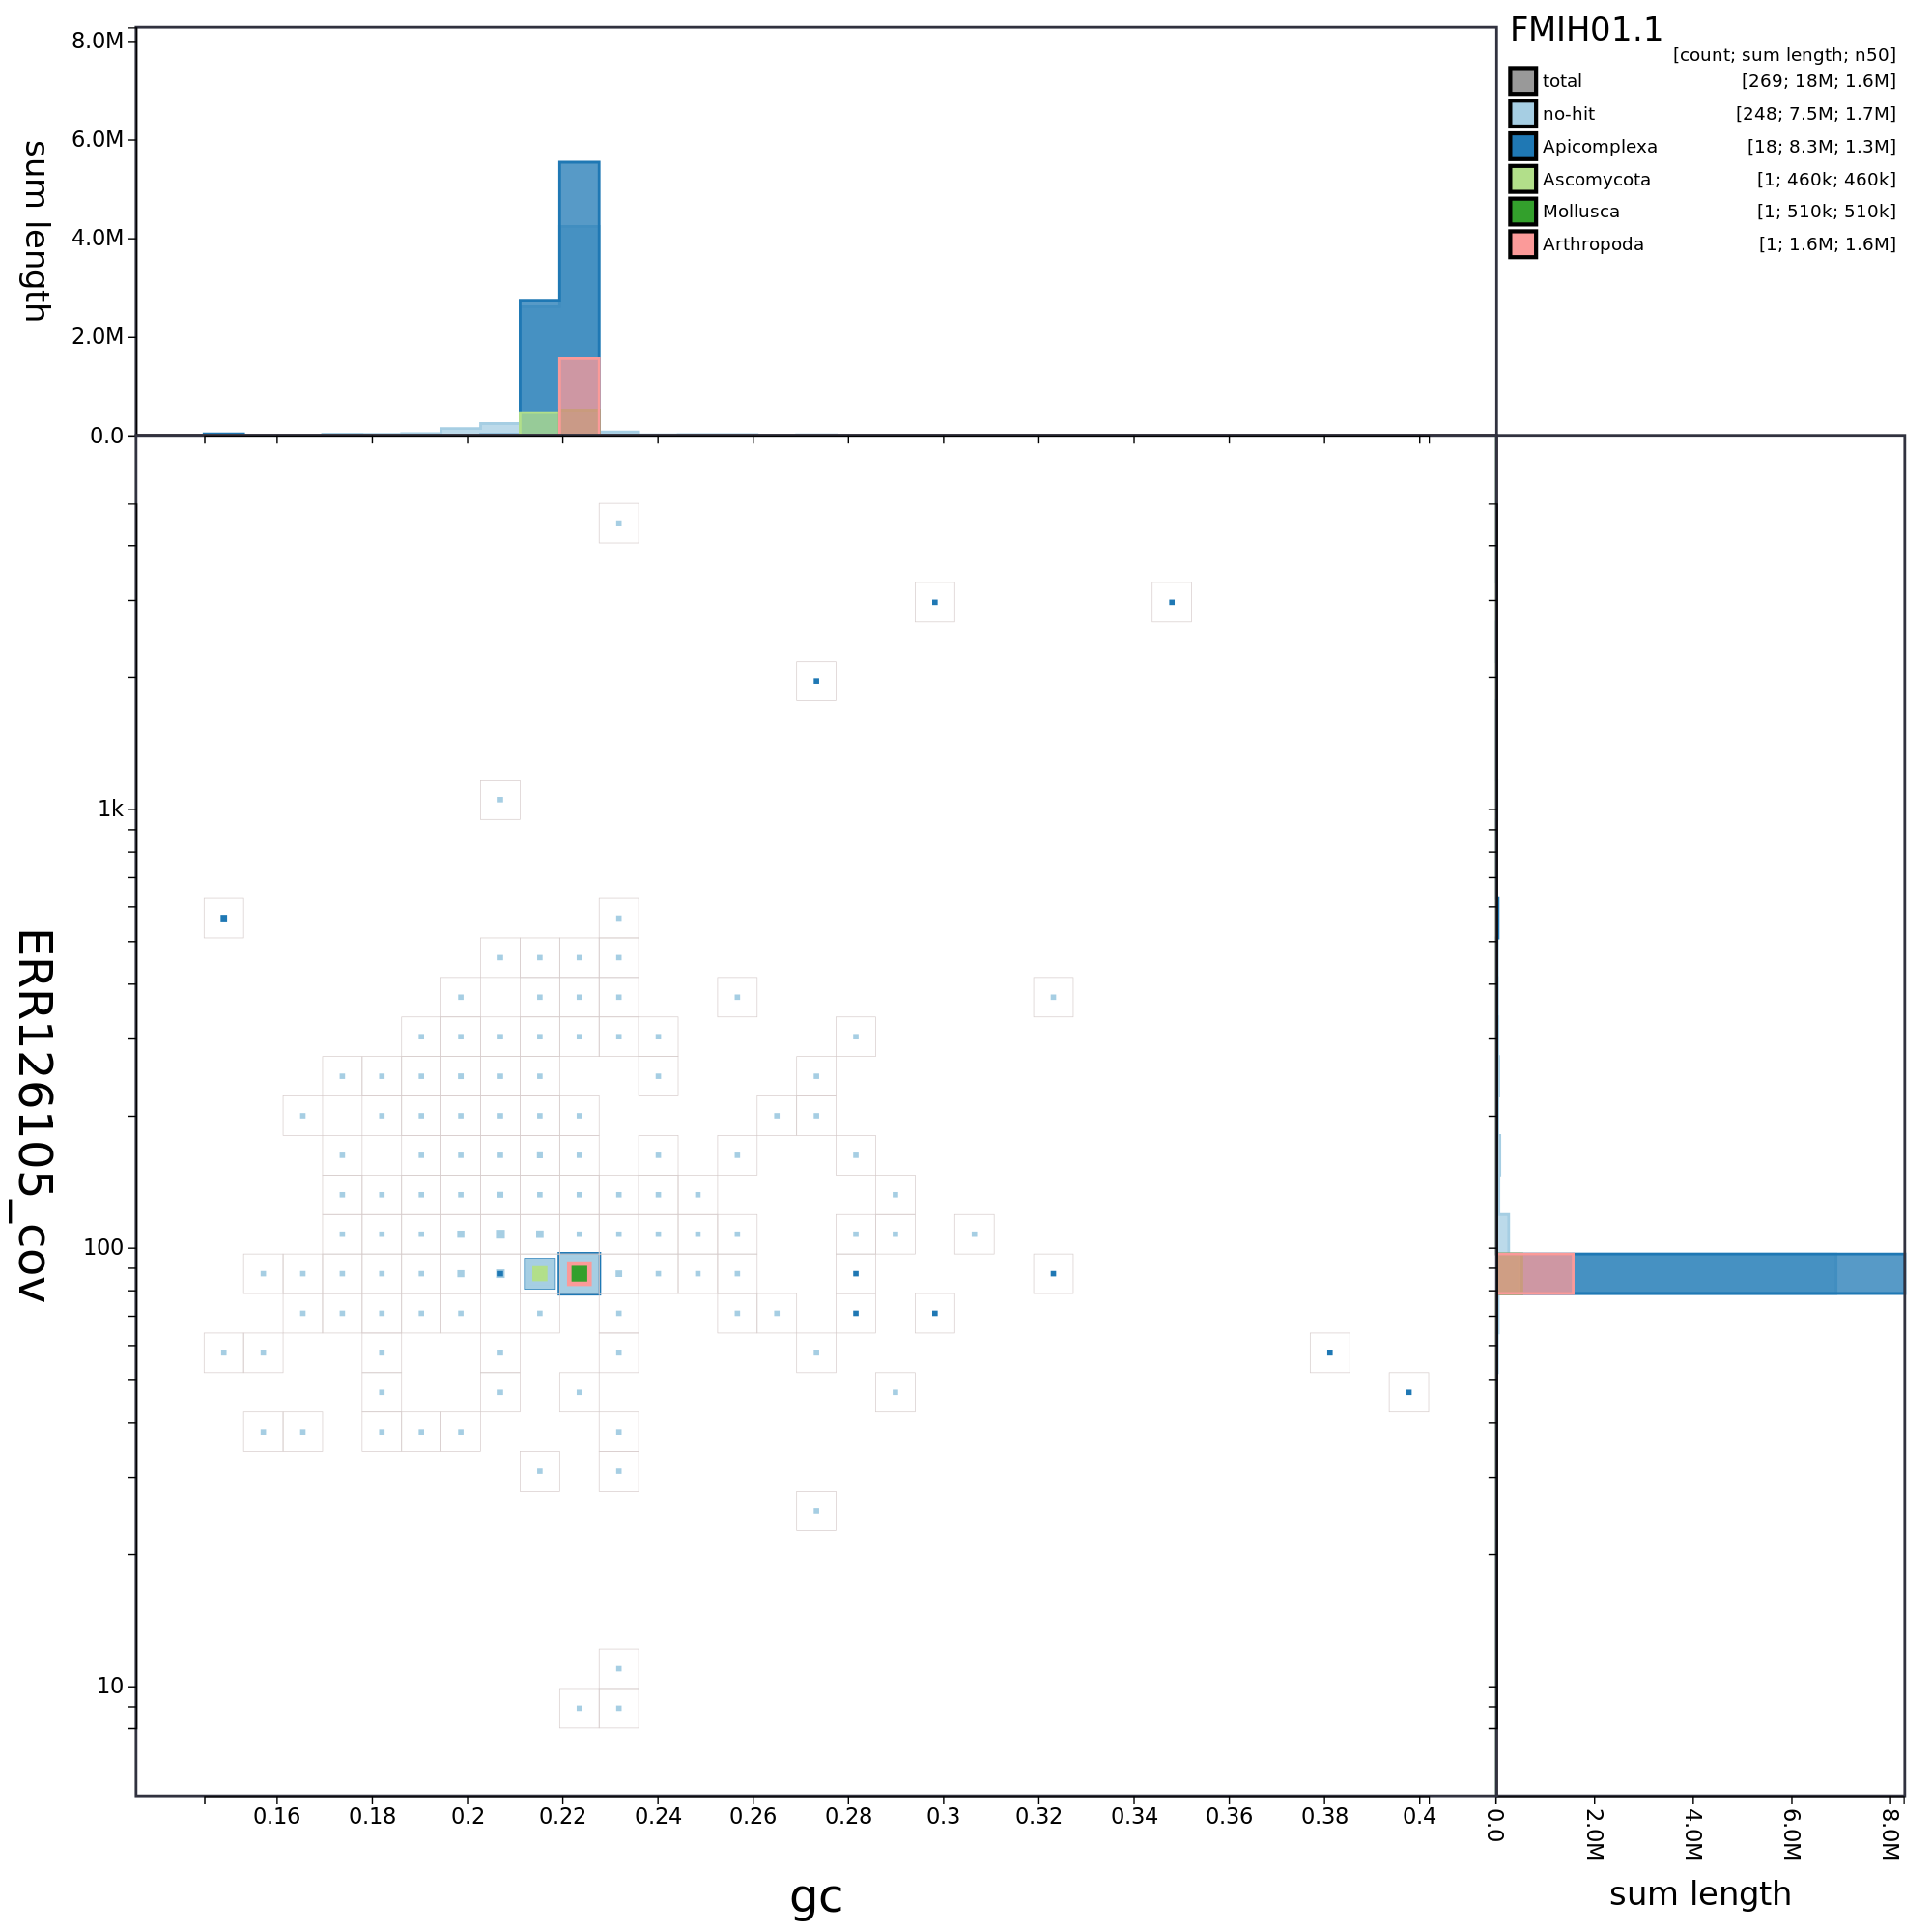 FMIH01.1
[count; sum length; n50]
total [269; 18M; 1.6M]
no-hit [248; 7.5M; 1.7M]
Apicomplexa [18; 8.3M; 1.3M]
Ascomycota [1; 460k; 460k]
Mollusca [1; 510k; 510k]
Arthropoda [1; 1.6M; 1.6M]
8.0M
6.0M
4.0M
2.0M
0.0
sum length
1k
100
10
ERR126105_cov
0.16 0.18 0.2 0.22 0.24 0.26 0.28 0.3 0.32 0.34 0.36 0.38 0.4
gc
0.0 2.0M 4.0M 6.0M 8.0M
sum length